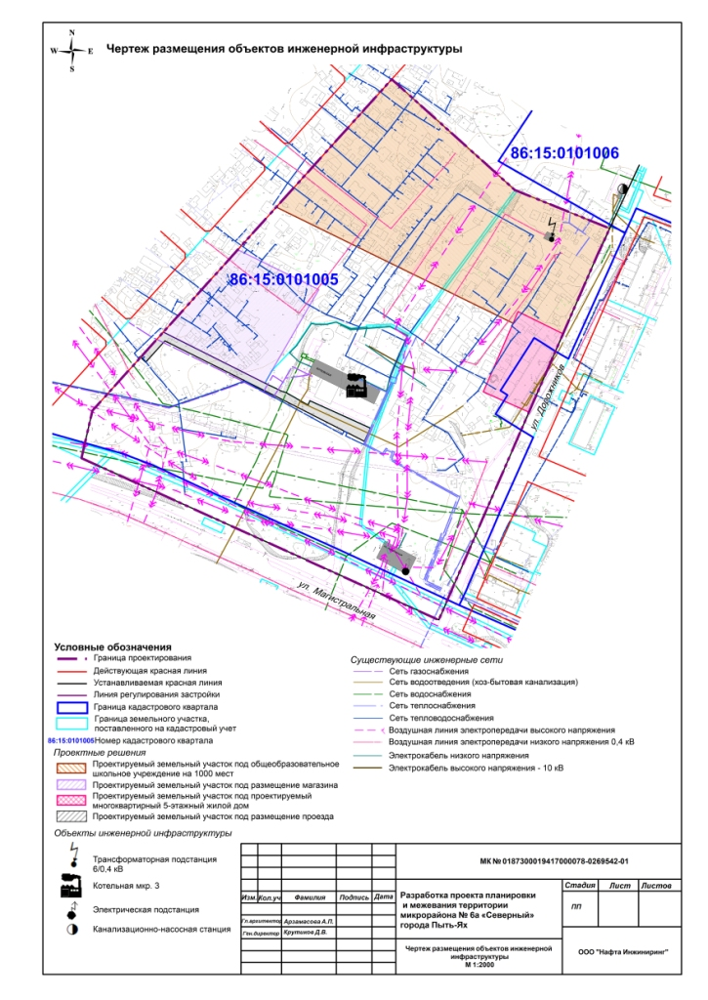 N
W E
S
Чертеж размещения объектов инженерной инфраструктуры
86:15:0101006
86:15:0101005
ул. Дорожников
ул. Магистральная
Условные обозначения
Граница проектирования
Действующая красная линия
Устанавливаемая красная линия
Линия регулирования застройки
Граница кадастрового квартала
Граница земельного участка,
поставленного на кадастровый учет
86:15:0101005 Номер кадастрового квартала
Проектные решения
Проектируемый земельный участок под общеобразовательное
школьное учреждение на 1000 мест
Проектируемый земельный участок под размещение магазина
Проектируемый земельный участок под проектируемый
многоквартирный 5-этажный жилой дом
Проектируемый земельный участок под размещение проезда
Объекты инженерной инфраструктуры
Трансформаторная подстанция
6/0,4 кВ
Котельная мкр. 3
Электрическая подстанция
Канализационно-насосная станция
Существующие инженерные сети
Сеть газоснабжения
Сеть водоотведения (хоз-бытовая канализация)
Сеть водоснабжения
Сеть теплоснабжения
Сеть тепловодоснабжения
Воздушная линия электропередачи высокого напряжения
Воздушная линия электропередачи низкого напряжения 0,4 кВ
Электрокабель низкого напряжения
Электрокабель высокого напряжения - 10 кВ
МК № 0187300019417000078-0269542-01
Изм. Кол.уч Фамилия Подпись Дата
Гл.архитектор Арзамасова А.П.
Ген.директор Крутиков Д.В.
Разработка проекта планировки
и межевания территории
микрорайона № 6а «Северный»
города Пыть-Ях
Стадия Лист Листов
ПП
Чертеж размещения объектов инженерной
инфраструктуры
М 1:2000
ООО "Нафта Инжиниринг"